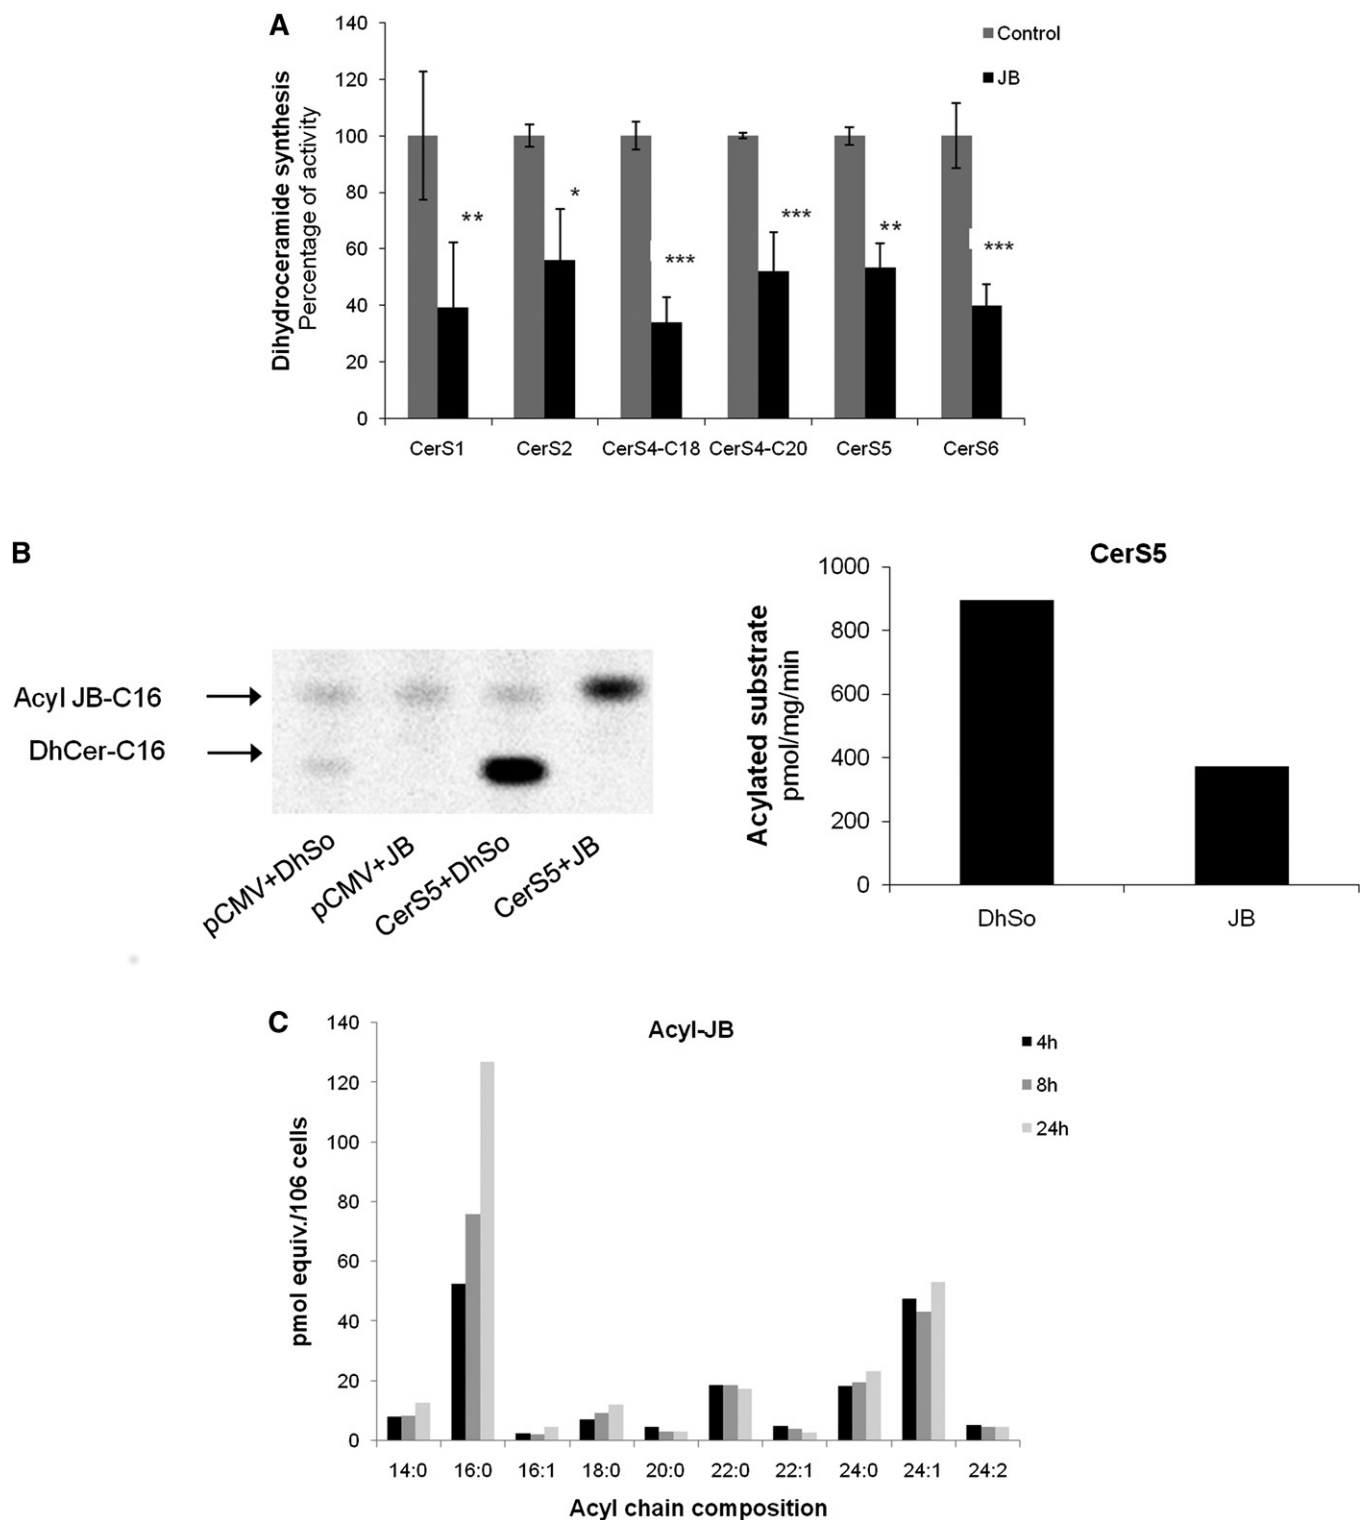 A
Dihydroceramide synthesis
Percentage of activity
140
120
100
80
60
40
20
0
Control
JB
**
*
***
***
**
***
CerS1 CerS2 CerS4-C18 CerS4-C20 CerS5 CerS6
B
Acyl JB-C16
DhCer-C16
pCMV+DhSo
pCMV+JB
CerS5+DhSo
CerS5+JB
CerS5
Acylated substrate
pmol/mg/min
1000
800
600
400
200
0
DhSo JB
C
Acyl-JB
pmol equiv./106 cells
140
120
100
80
60
40
20
0
4h
8h
24h
14:0 16:0 16:1 18:0 20:0 22:0 22:1 24:0 24:1 24:2
Acyl chain composition